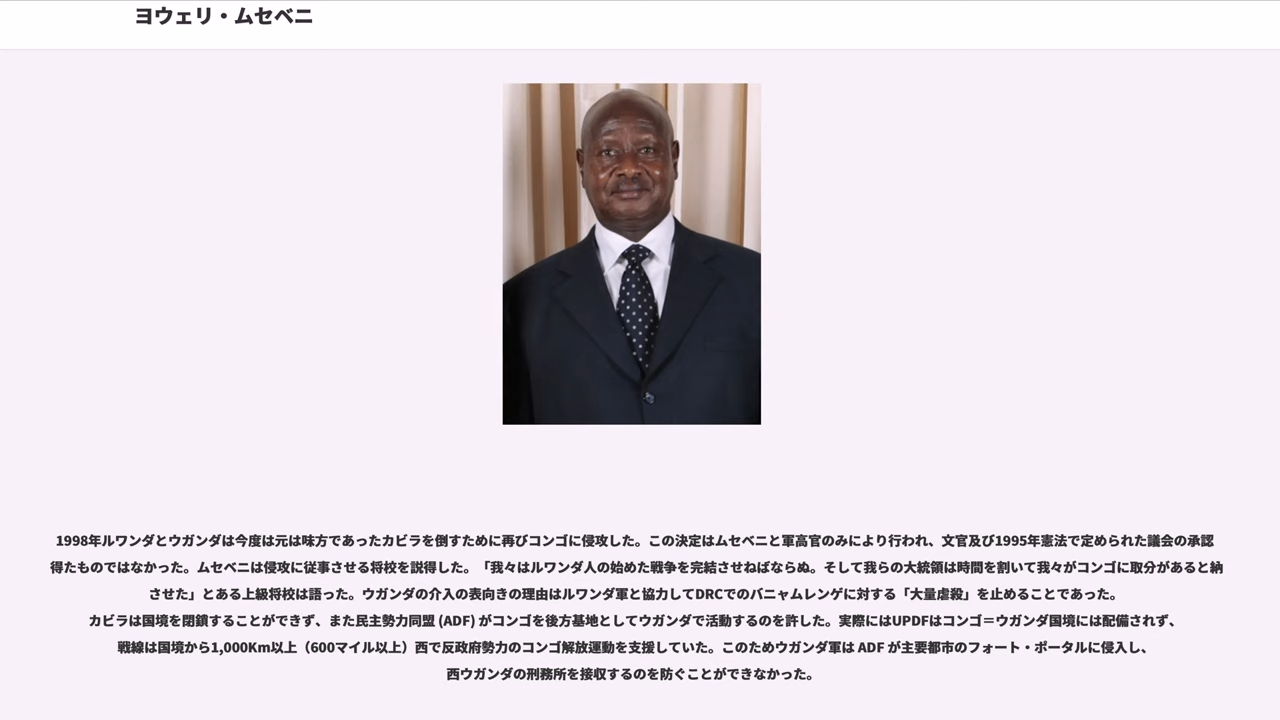 ヨウェリ・ムセベニ
1998年ルワンダとウガンダは今度は元は味方であったカビラを倒すために再びコンゴに侵攻した。この決定はムセベニと軍高官のみにより行われ、文官及び1995年憲法で定められた議会の承認
得たものではなかった。ムセベニは侵攻に従事させる将校を説得した。「我々はルワンダ人の始めた戦争を完結させねばならぬ。そして我らの大統領は時間を割いて我々がコンゴに取分があると納
させた」とある上級将校は語った。ウガンダの介入の表向きの理由はルワンダ軍と協力してDRCでのバニャムレンゲに対する「大量虐殺」を止めることであった。
カビラは国境を閉鎖することができず、また民主勢力同盟 (ADF) がコンゴを後方基地としてウガンダで活動するのを許した。実際にはUPDFはコンゴ＝ウガンダ国境には配備されず、
戦線は国境から1,000Km以上（600マイル以上）西で反政府勢力のコンゴ解放運動を支援していた。このためウガンダ軍は ADF が主要都市のフォート・ポータルに侵入し、
西ウガンダの刑務所を接収するのを防ぐことができなかった。